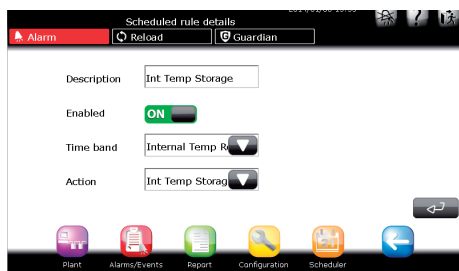 Scheduled rule details
Alarm
Reload
Guardian
Description
Int Temp Storage
Enabled
ON
Time band
Internal Temp R
Action
Int Temp Storag
Plant
Alarms/Events
Report
Configuration
Scheduler